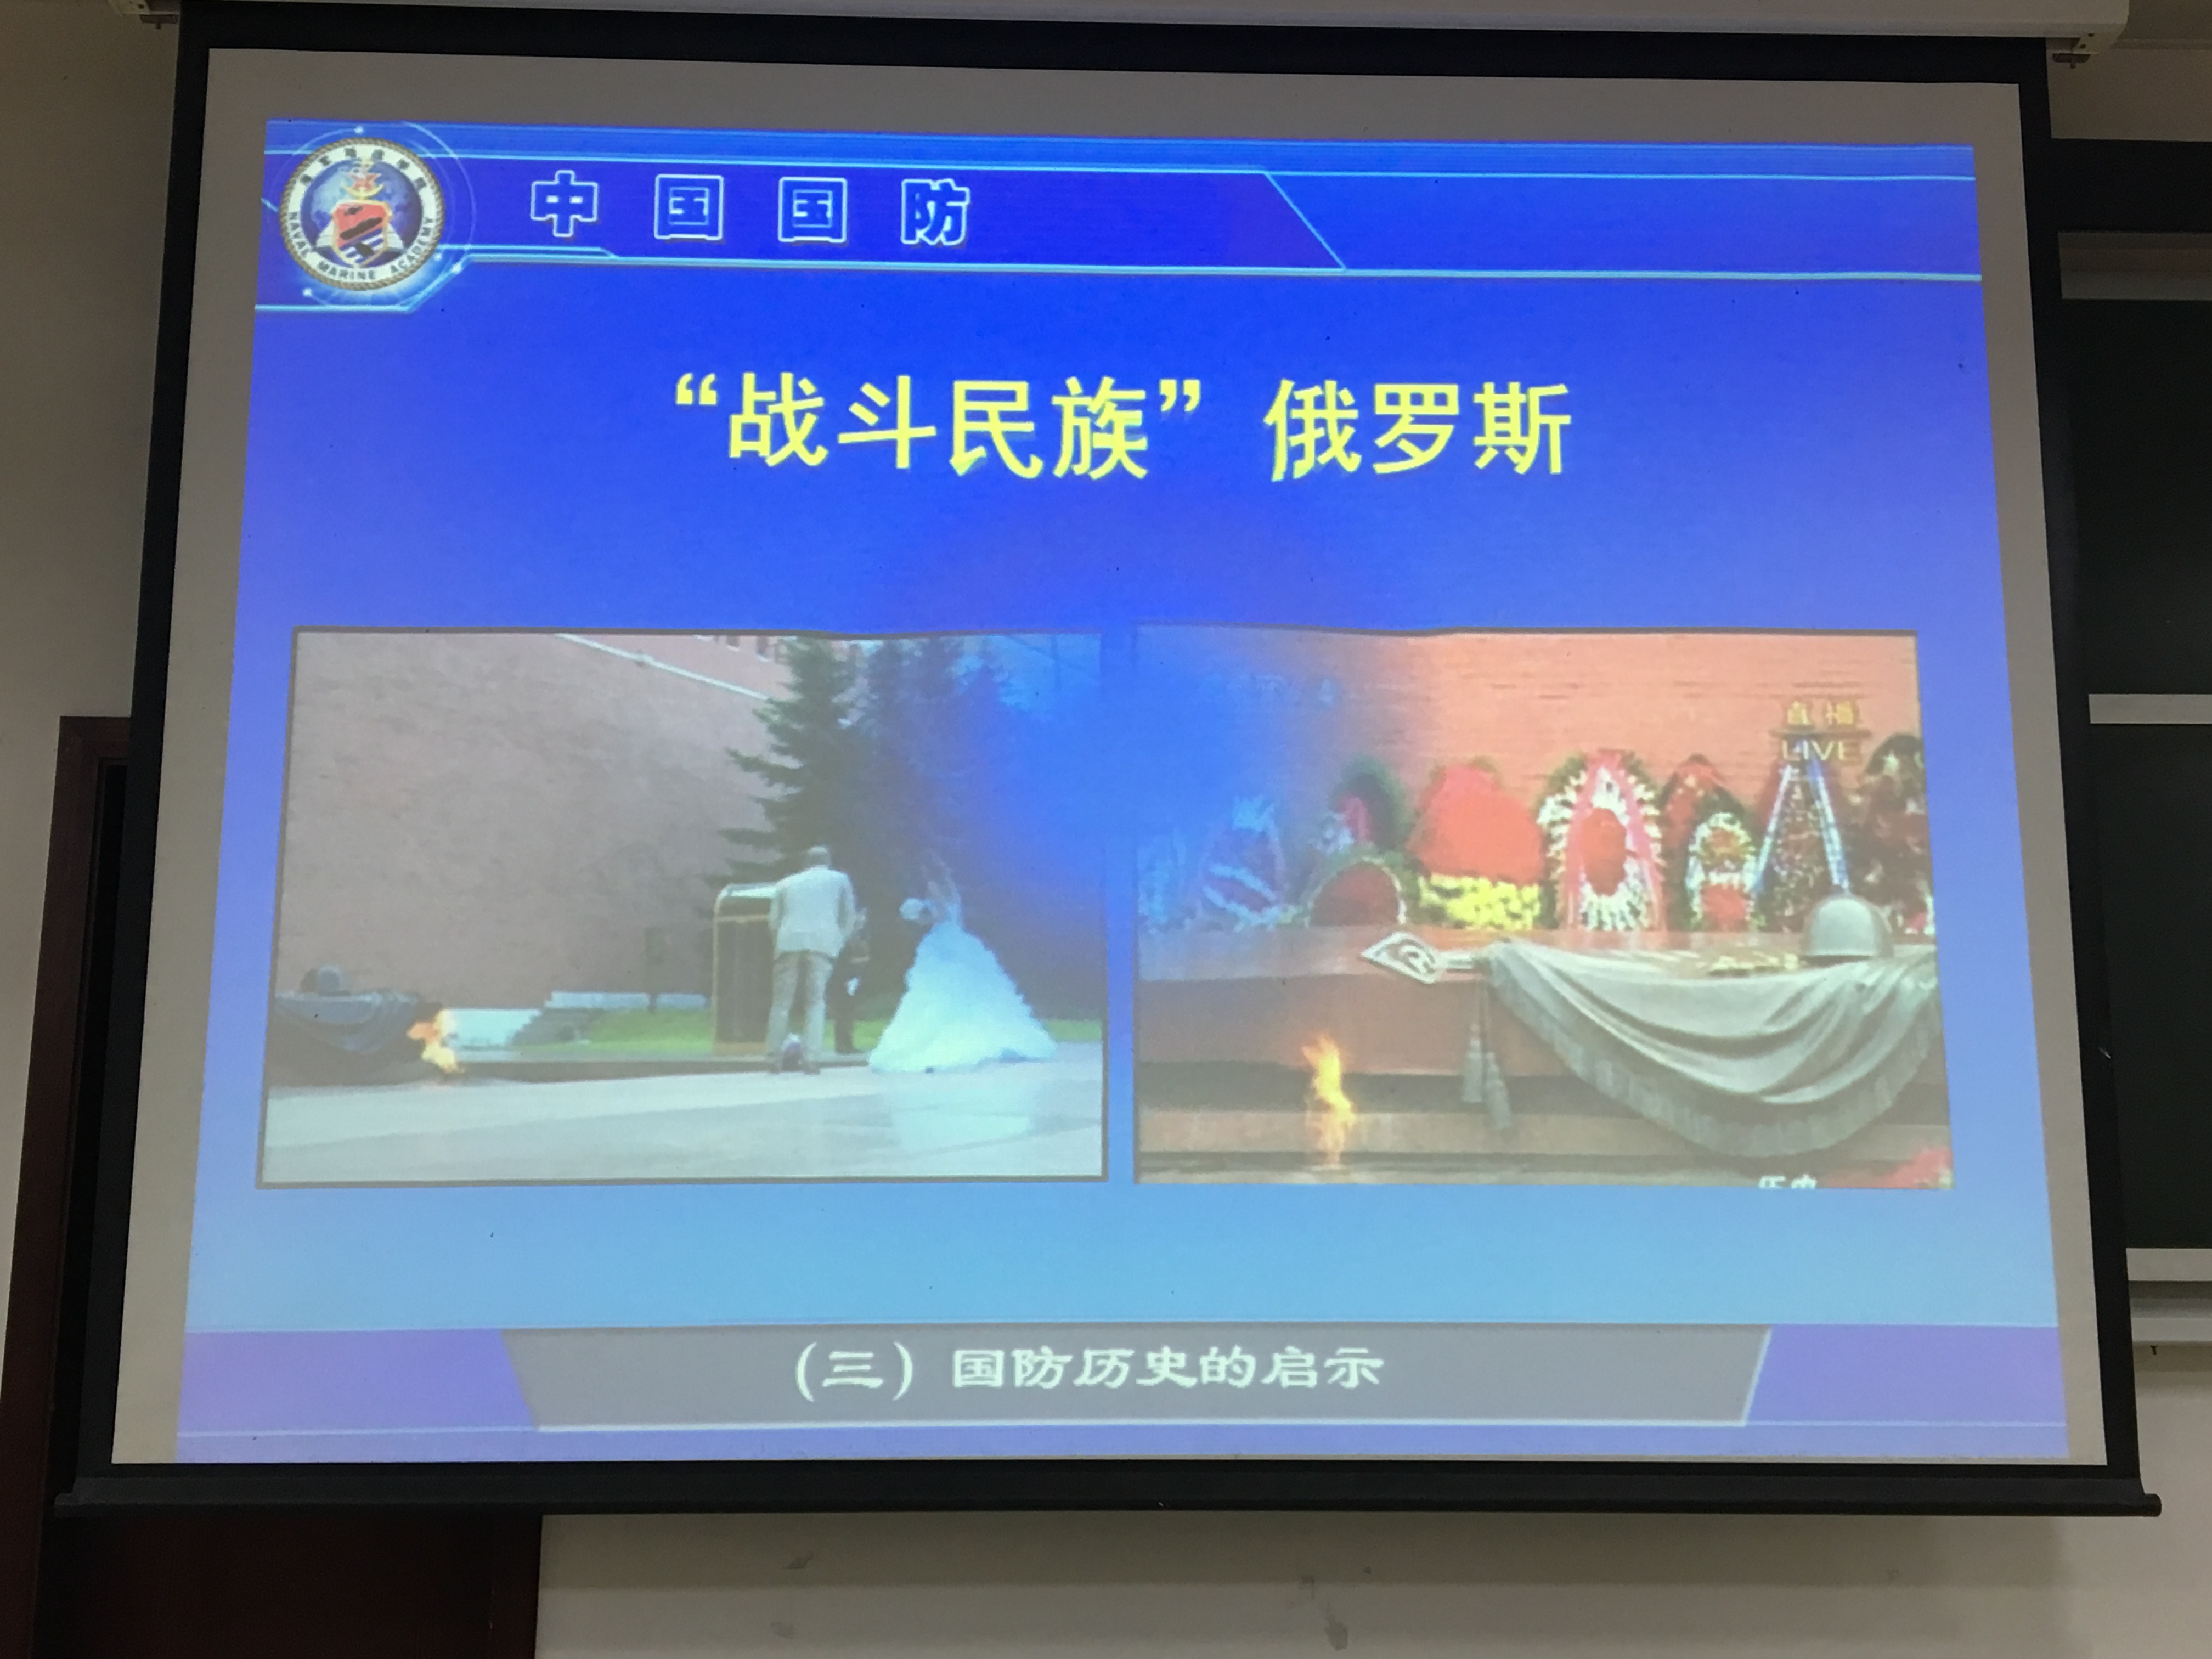 中国国防
NAVAL MARINE ACADEMY
“战斗民族”俄罗斯
直播
LIVE
历史
(三) 国防历史的启示